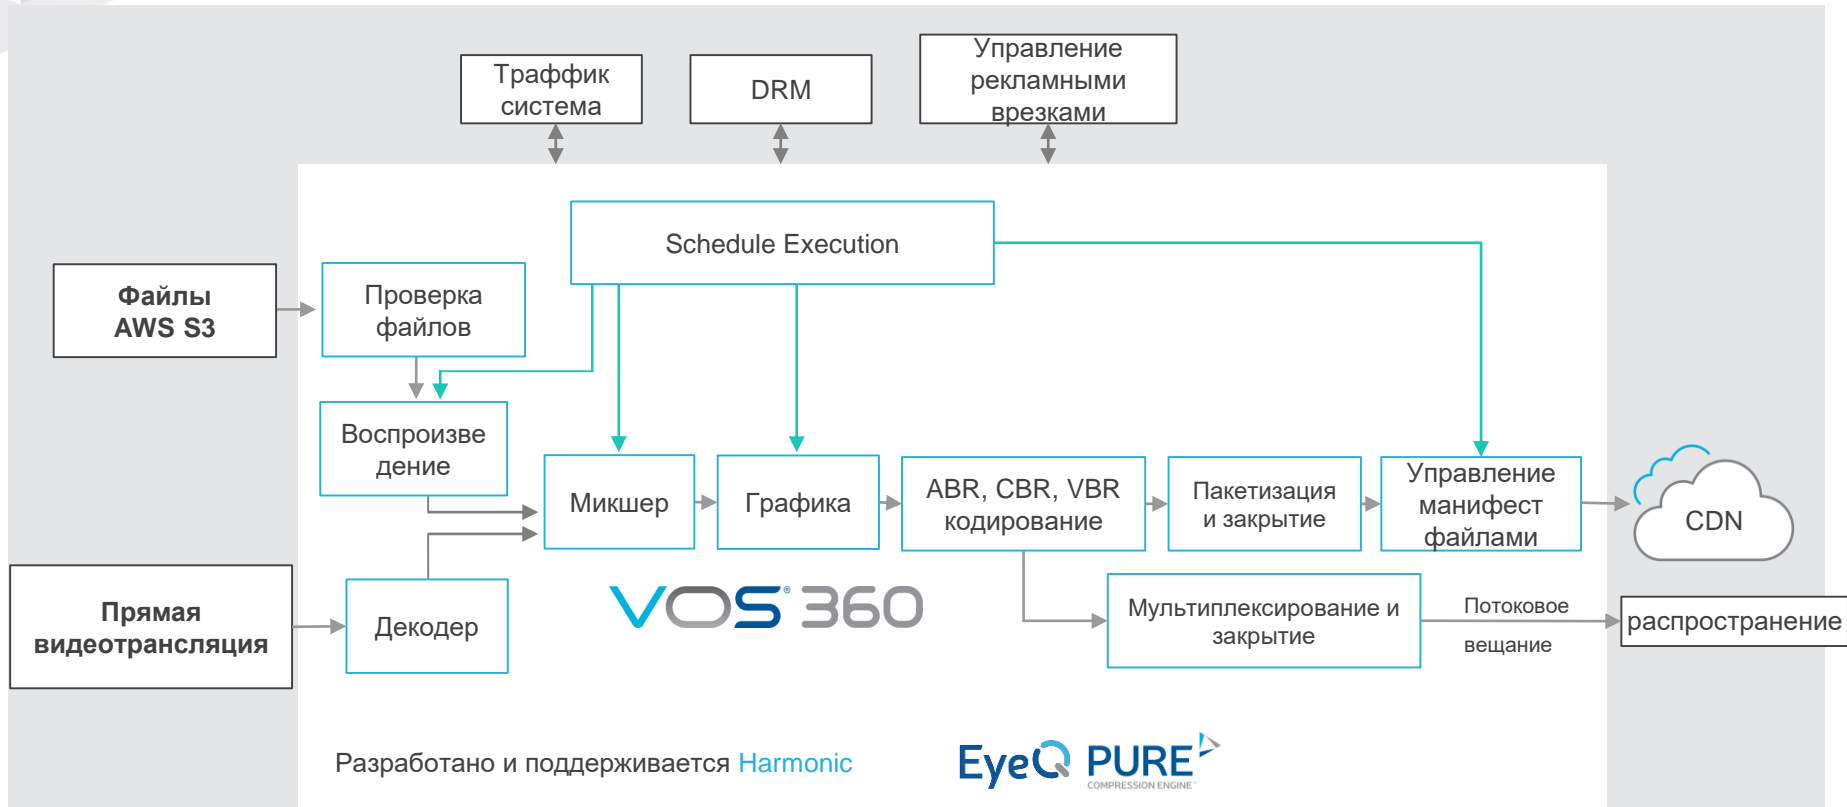 Траффик
система
DRM
Управление
рекламными
врезками
Schedule Execution
Файлы
AWS S3
Проверка
файлов
Воспроизве
дение
Микшер
Графика
ABR, CBR, VBR
кодирование
Пакетизация
и закрытие
Управление
манифест
файлами
CDN
Прямая
видеотрансляция
Декодер
VOS® 360
Мультиплексирование и
закрытие
Потоковое
вещание
распространение
Разработано и поддерживается Harmonic
EyeQ
PURE
COMPRESSION ENGINE™